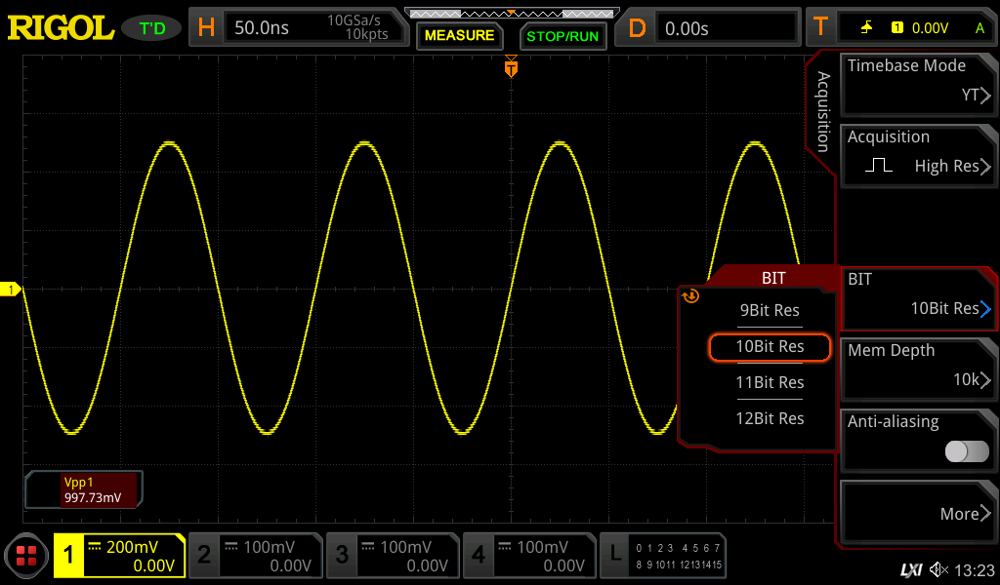 RIGOL
T'D
H 50.0ns 10GSa/s
10kpts
MEASURE
STOP/RUN
D 0.00s
T 1 0.00V A
T
Acquisition
Timebase Mode
YT
Acquisition
High Res
BIT
10Bit Res
Mem Depth
10k
Anti-aliasing
More
BIT
9Bit Res
10Bit Res
11Bit Res
12Bit Res
1
Vpp1
997.73mV
1 200mV
0.00V
2 100mV
0.00V
3 100mV
0.00V
4 100mV
0.00V
L 0 1 2 3 4 5 6 7
8 9 10 11 12 13 14 15
LXI 13:23